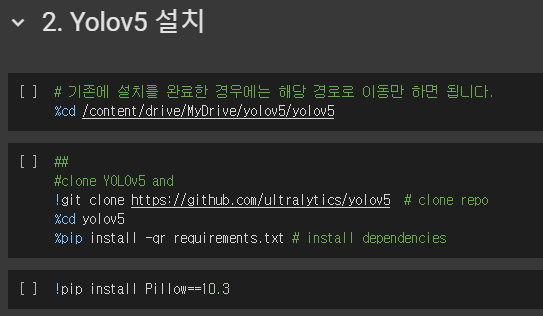 2. Yolov5 설치
[ ] # 기존에 설치를 완료한 경우에는 해당 경로로 이동만 하면 됩니다.
%cd /content/drive/MyDrive/yolov5/yolov5
[ ] ##
#clone YOLOv5 and
!git clone https://github.com/ultralytics/yolov5 # clone repo
%cd yolov5
%pip install -qr requirements.txt # install dependencies
[ ] !pip install Pillow==10.3